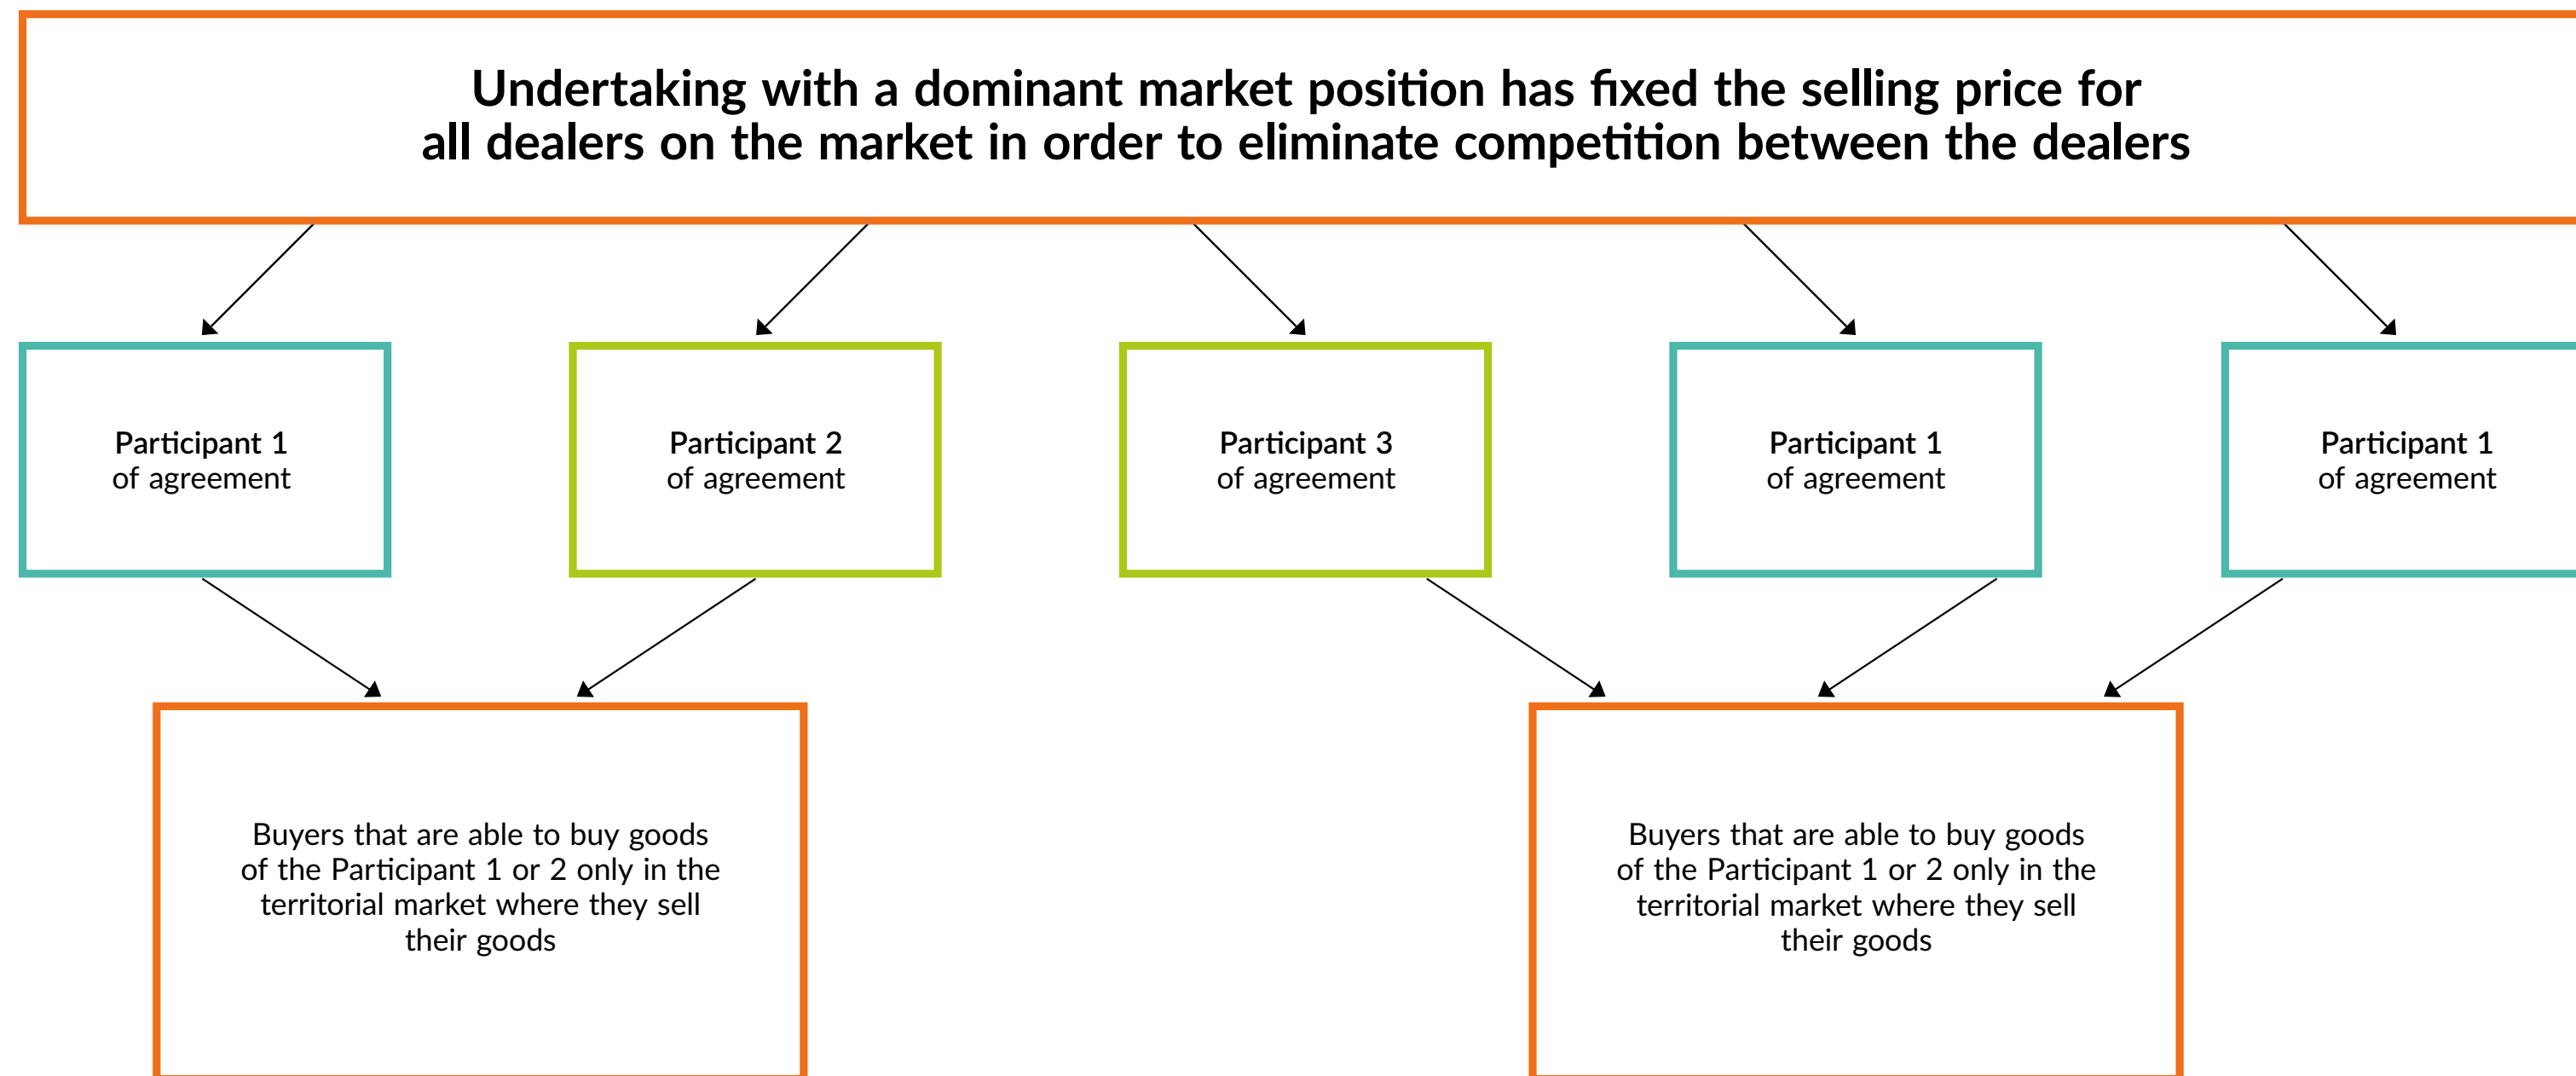 Undertaking with a dominant market position has fixed the selling price for
all dealers on the market in order to eliminate competition between the dealers
Participant 1
of agreement
Participant 2
of agreement
Participant 3
of agreement
Participant 1
of agreement
Participant 1
of agreement
Buyers that are able to buy goods
of the Participant 1 or 2 only in the
territorial market where they sell
their goods
Buyers that are able to buy goods
of the Participant 1 or 2 only in the
territorial market where they sell
their goods